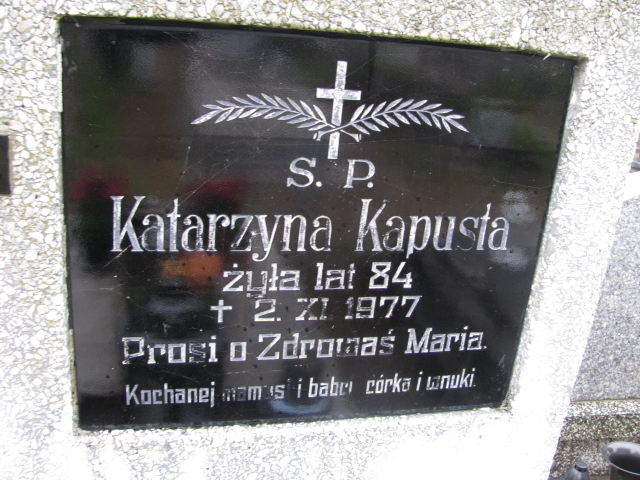 S. P.
Katarzyna Kapusta
żyła lat 84
+ 2. XI 1977
Prosi o Zdrowaś Maria.
Kochanej mamusi i babci córka i wnuki.